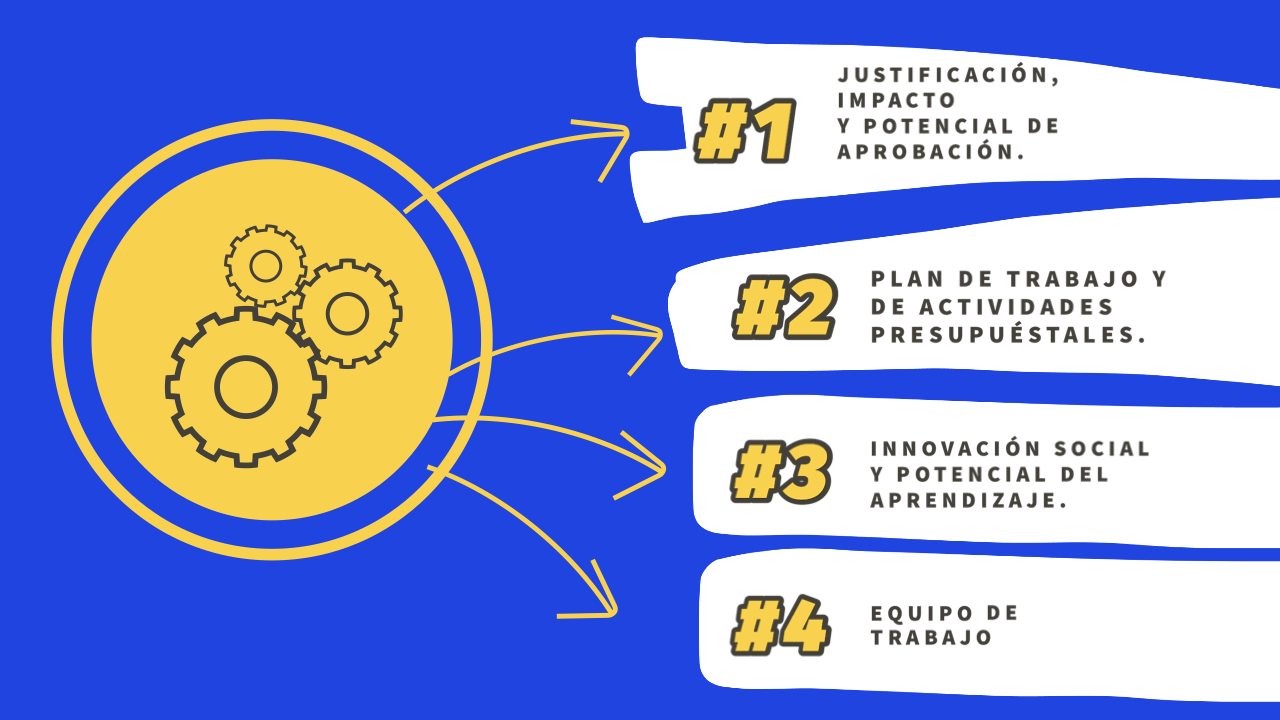 #1
JUSTIFICACIÓN,
IMPACTO
Y POTENCIAL DE
APROBACIÓN.
#2
PLAN DE TRABAJO Y
DE ACTIVIDADES
PRESUPUÉSTALES.
#3
INNOVACIÓN SOCIAL
Y POTENCIAL DEL
APRENDIZAJE.
#4
EQUIPO DE
TRABAJO